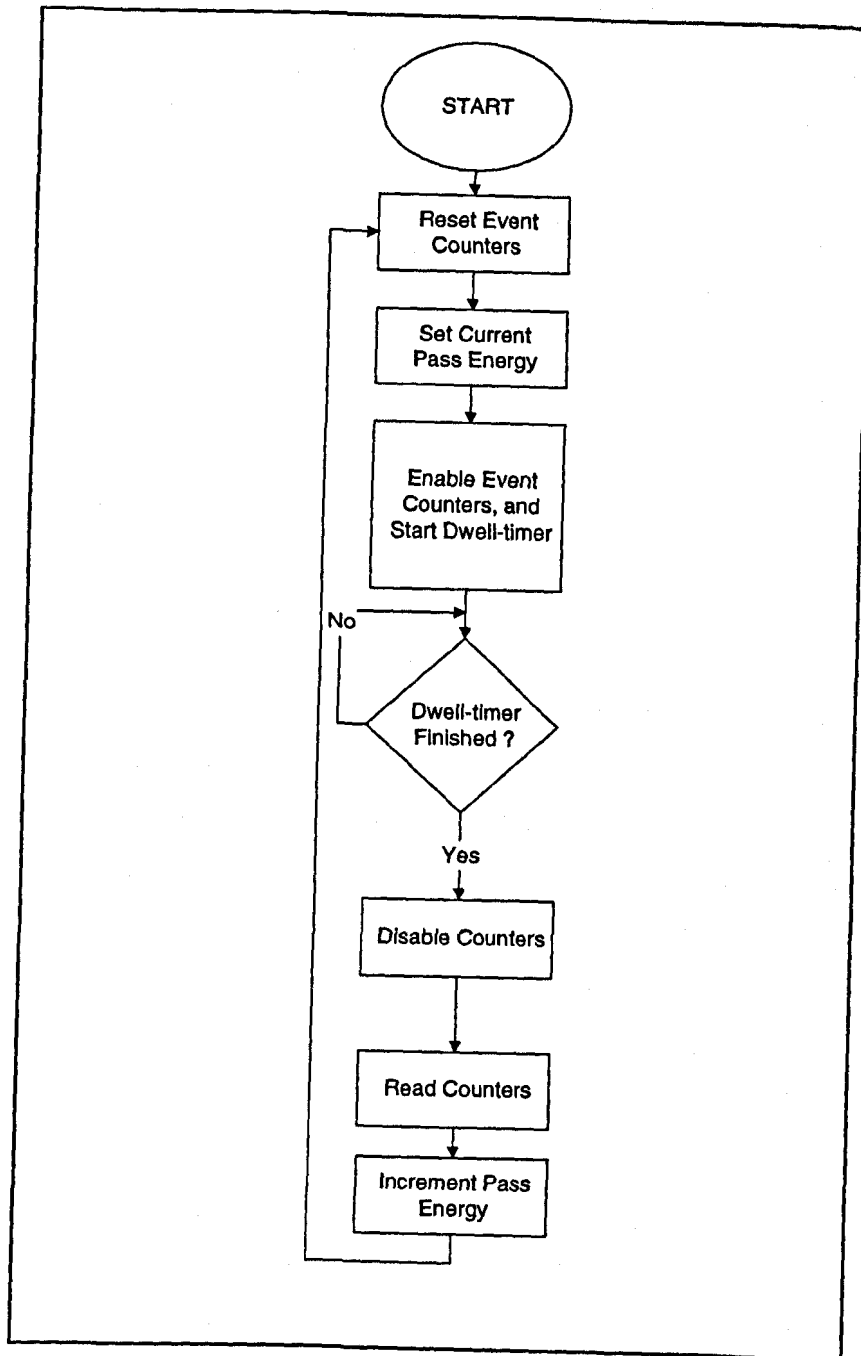 START
Reset Event
Counters
Set Current
Pass Energy
Enable Event
Counters, and
Start Dwell-timer
No
Dwell-timer
Finished ?
Yes
Disable Counters
Read Counters
Increment Pass
Energy